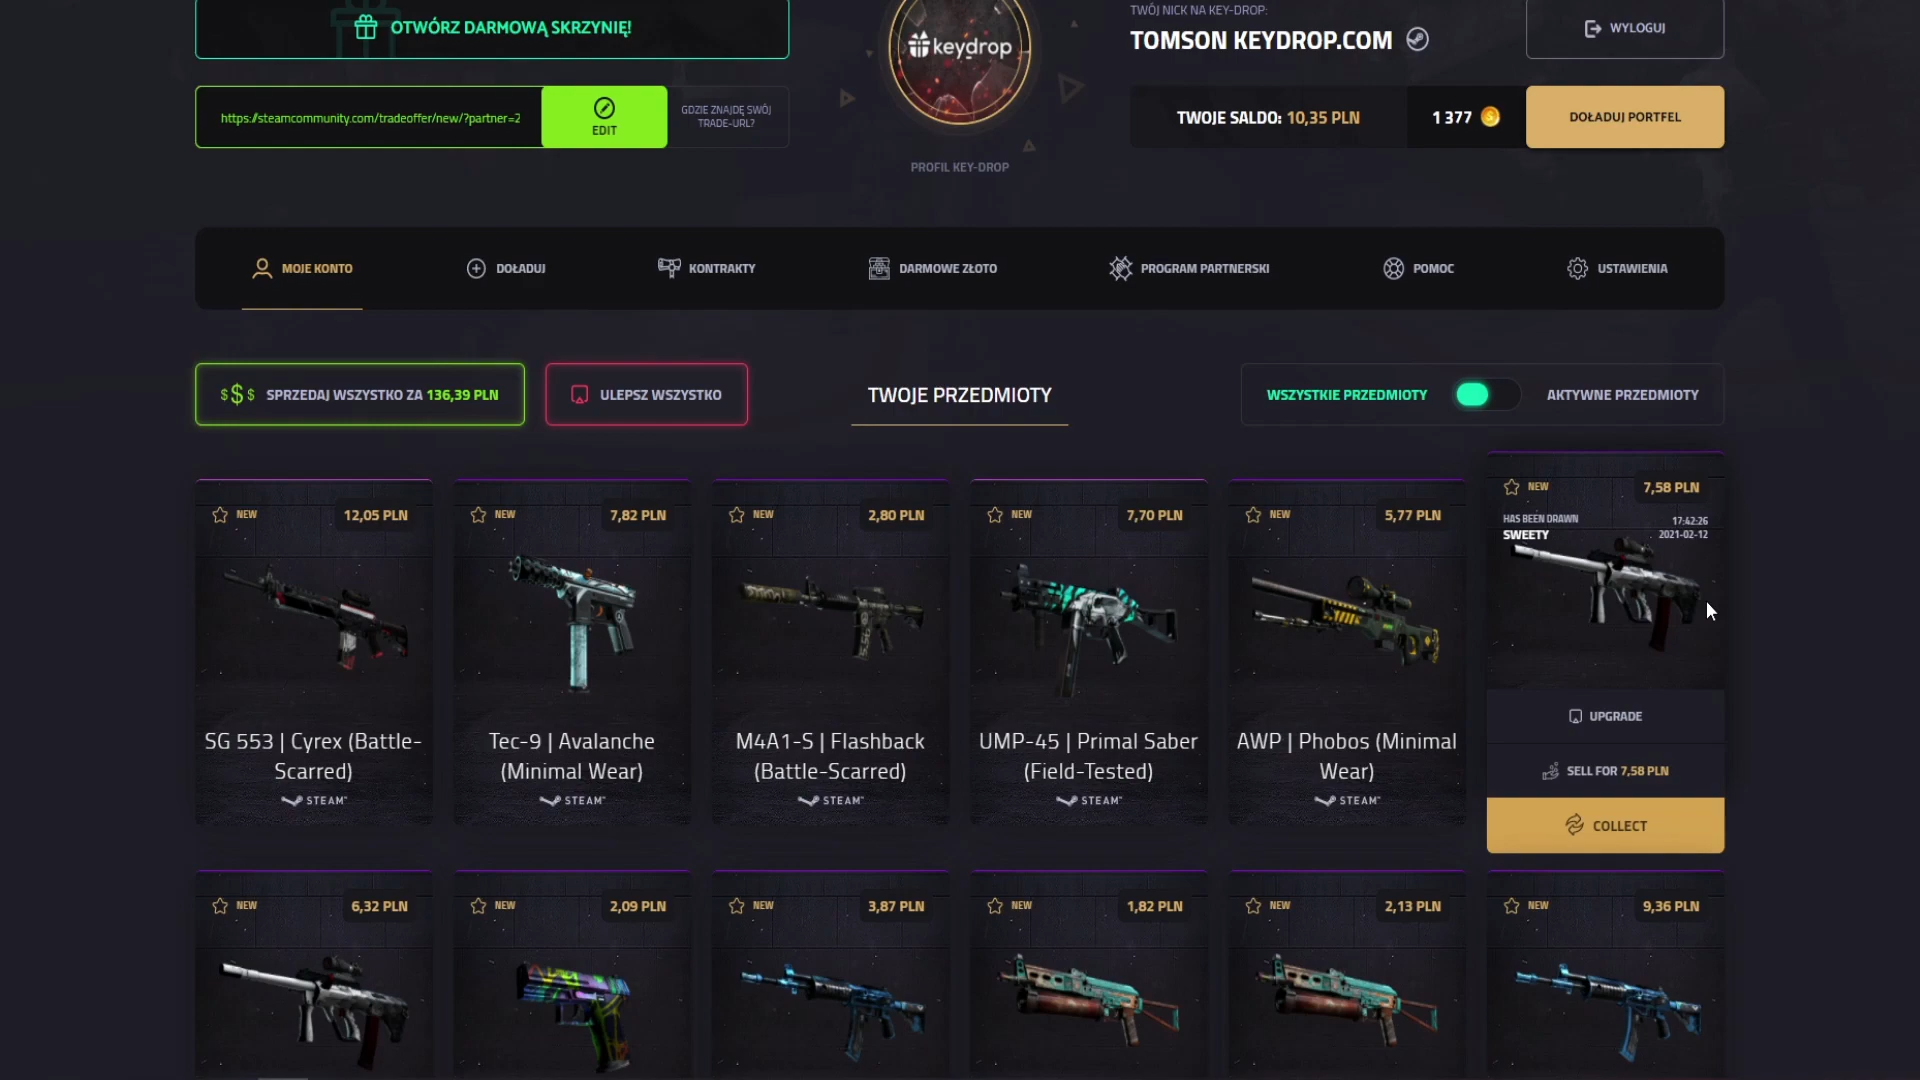 OTWÓRZ DARMOWĄ SKRZYNIĘ!
keydrop
TWÓJ NICK NA KEY-DROP:
TOMSON KEYDROP.COM
WYLOGUJ
https://steamcommunity.com/tradeoffer/new/?partner=2
EDIT
GDZIE ZNAJDĘ SWÓJ
TRADE-URL?
PROFIL KEY-DROP
TWOJE SALDO: 10,35 PLN
1 377
DOŁADUJ PORTFEL
MOJE KONTO
DOŁADUJ
KONTRAKTY
DARMOWE ZŁOTO
PROGRAM PARTNERSKI
POMOC
USTAWIENIA
$$$ SPRZEDAJ WSZYSTKO ZA 136,39 PLN
ULEPSZ WSZYSTKO
TWOJE PRZEDMIOTY
WSZYSTKIE PRZEDMIOTY
AKTYWNE PRZEDMIOTY
NEW 12,05 PLN
SG 553 | Cyrex (Battle-
Scarred)
STEAM™
NEW 7,82 PLN
Tec-9 | Avalanche
(Minimal Wear)
STEAM™
NEW 2,80 PLN
M4A1-S | Flashback
(Battle-Scarred)
STEAM™
NEW 7,70 PLN
UMP-45 | Primal Saber
(Field-Tested)
STEAM™
NEW 5,77 PLN
AWP | Phobos (Minimal
Wear)
STEAM™
NEW 7,58 PLN
HAS BEEN DRAWN 17:42:26
SWEETY 2021-02-12
UPGRADE
SELL FOR 7,58 PLN
COLLECT
NEW 6,32 PLN
NEW 2,09 PLN
NEW 3,87 PLN
NEW 1,82 PLN
NEW 2,13 PLN
NEW 9,36 PLN